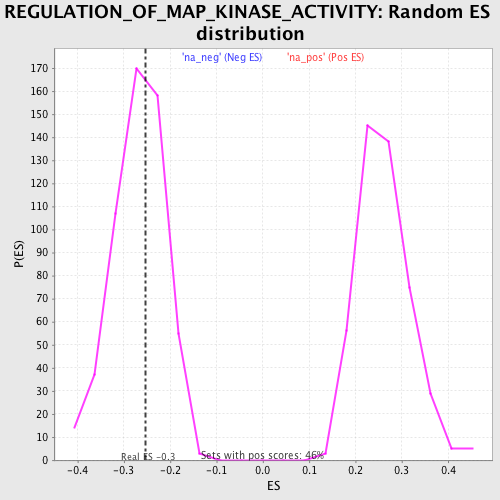 REGULATION_OF_MAP_KINASE_ACTIVITY: Random ES
distribution
'na_neg' (Neg ES) 'na_pos' (Pos ES)
170
160
150
140
130
120
110
100
90
80
70
60
50
40
30
20
10
0
P(ES)
Real ES -0.3 Sets with pos scores: 46%
-0.4 -0.3 -0.2 -0.1 0.0 0.1 0.2 0.3 0.4
ES